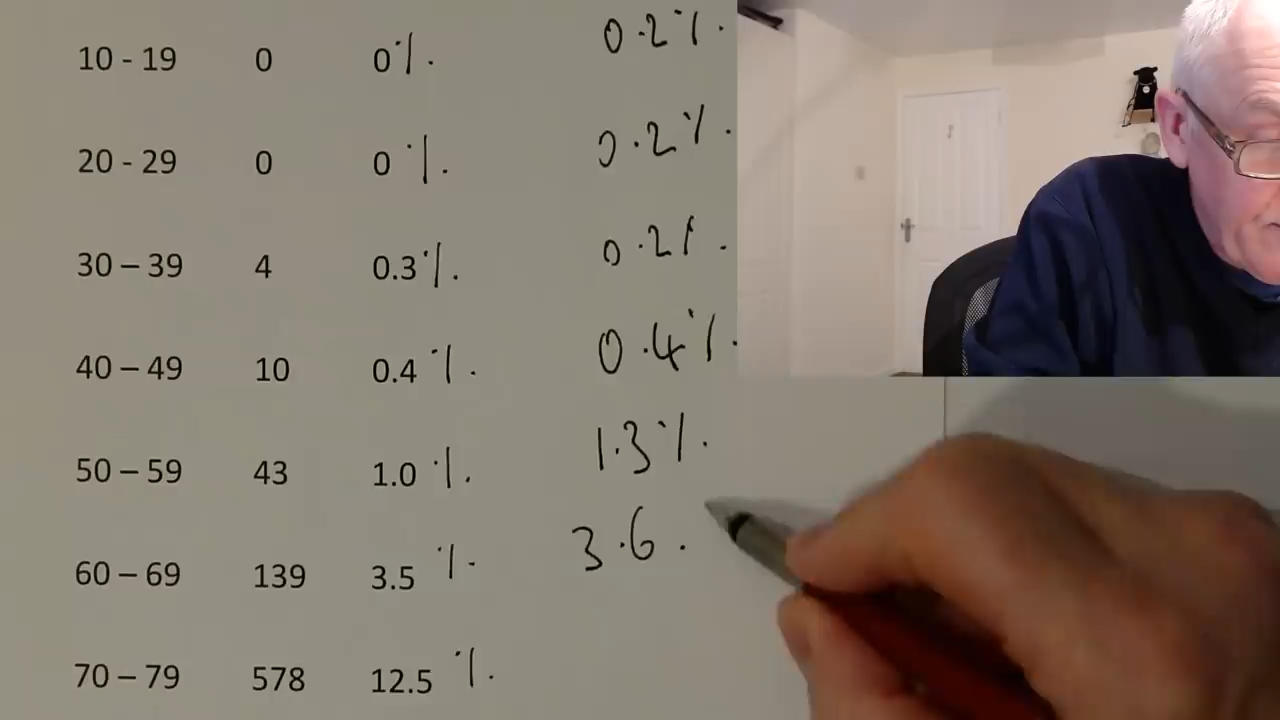 10 - 19 0 0 %. 0.2 %.
20 - 29 0 0 %. 0.2 %.
30 – 39 4 0.3 %. 0.2 %.
40 – 49 10 0.4 %. 0.4 %.
50 – 59 43 1.0 %. 1.3 %.
60 – 69 139 3.5 %. 3.6 .
70 – 79 578 12.5 %.